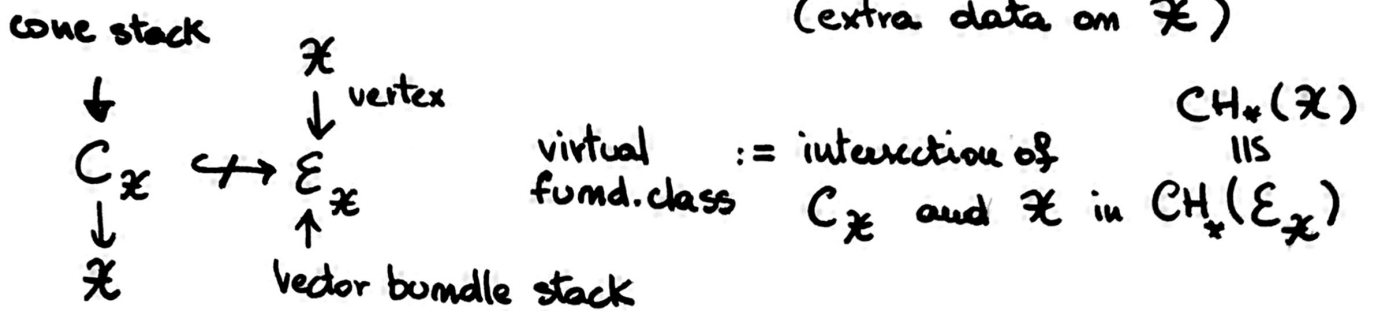 cone stack
(extra data on 𝔛)
𝔛
↓ vertex
CH_*(𝔛)
C_𝔛 ↪ ℰ_𝔛
virtual := intersection of
fund. class C_𝔛 and 𝔛 in CH_*(ℰ_𝔛)
𝔛
vector bundle stack